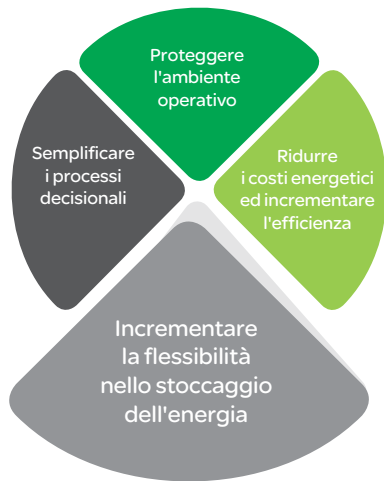 Proteggere
l'ambiente
operativo
Semplificare
i processi
decisionali
Ridurre
i costi energetici
ed incrementare
l'efficienza
Incrementare
la flessibilità
nello stoccaggio
dell'energia